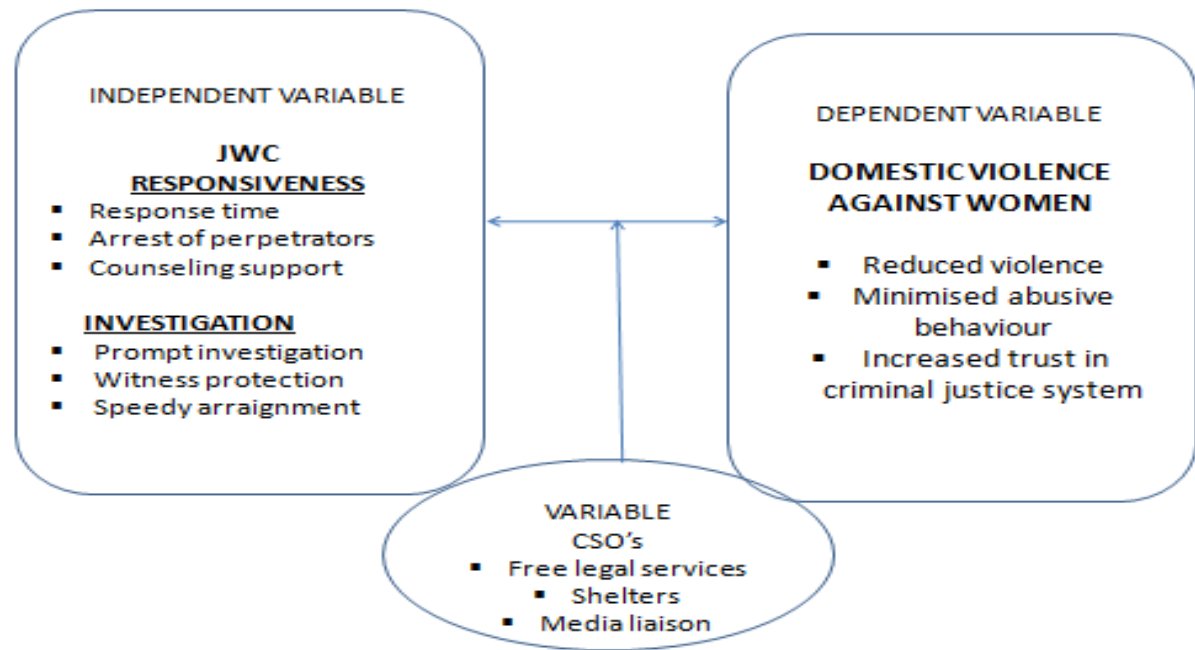 INDEPENDENT VARIABLE
JWC
RESPONSIVENESS
▪ Response time
▪ Arrest of perpetrators
▪ Counseling support
INVESTIGATION
▪ Prompt investigation
▪ Witness protection
▪ Speedy arraignment
DEPENDENT VARIABLE
DOMESTIC VIOLENCE
AGAINST WOMEN
▪ Reduced violence
▪ Minimised abusive
behaviour
▪ Increased trust in
criminal justice system
VARIABLE
CSO's
▪ Free legal services
▪ Shelters
▪ Media liaison